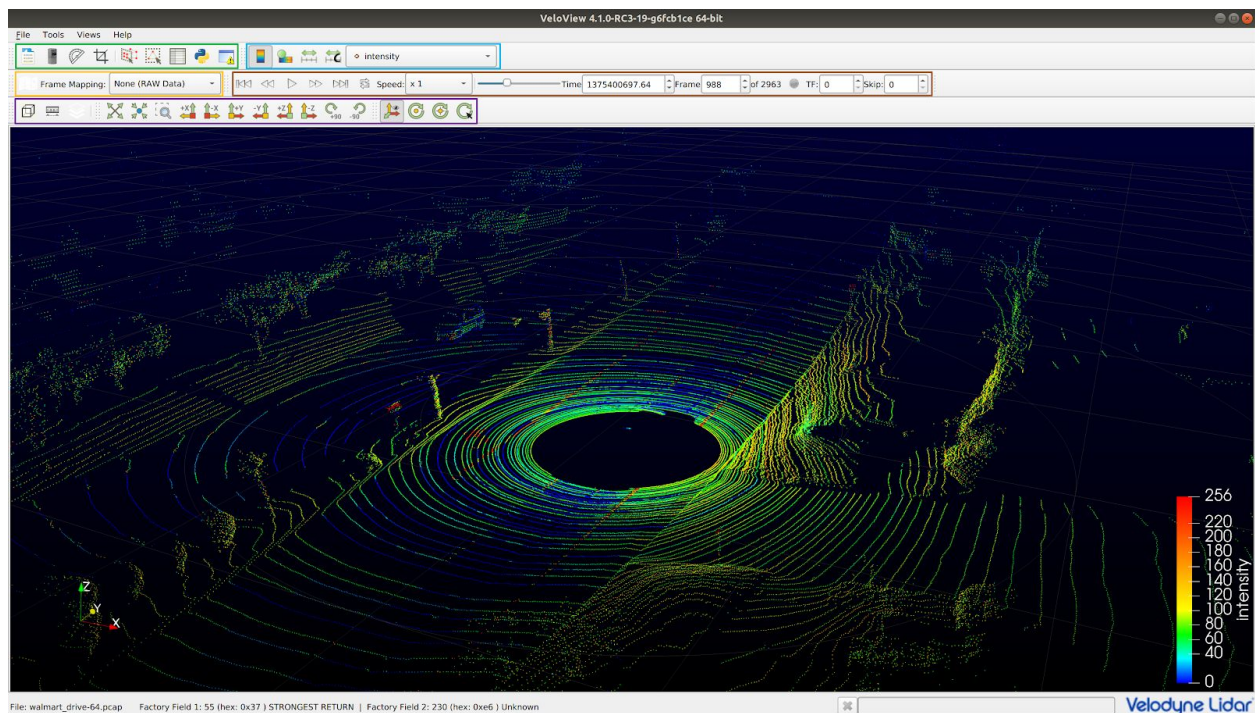 VeloView 4.1.0-RC3-19-g6fcb1ce 64-bit
File Tools Views Help
intensity
Frame Mapping: None (RAW Data) Speed: x 1 Time 1375400697.64 Frame 988 of 2963 TF: 0 Skip: 0
+X -X +Y -Y +Z -Z +90 -90
256
220
200
180
160
140
120
100
80
60
40
0
intensity
Z
Y
X
File: walmart_drive-64.pcap Factory Field 1: 55 (hex: 0x37 ) STRONGEST RETURN | Factory Field 2: 230 (hex: 0xe6 ) Unknown
Velodyne Lidar